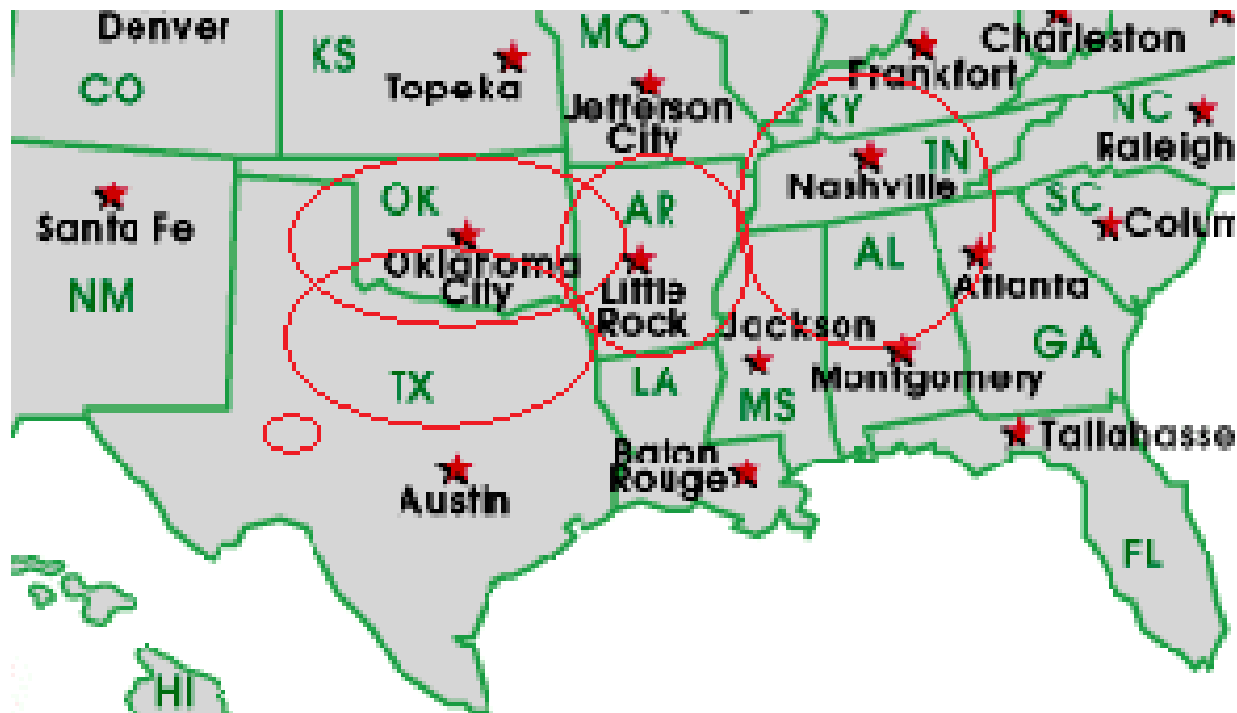 Denver
CO
KS
Topeka
MO
Jefferson
City
Frankfort
Charleston
KY
NC
Raleigh
TN
Nashville
Santa Fe
NM
OK
Oklahoma
City
AR
Little
Rock
SC
Colum
AL
Atlanta
GA
Jackson
MS
Montgomery
TX
LA
Baton
Rouge
Austin
Tallahasse
FL
HI